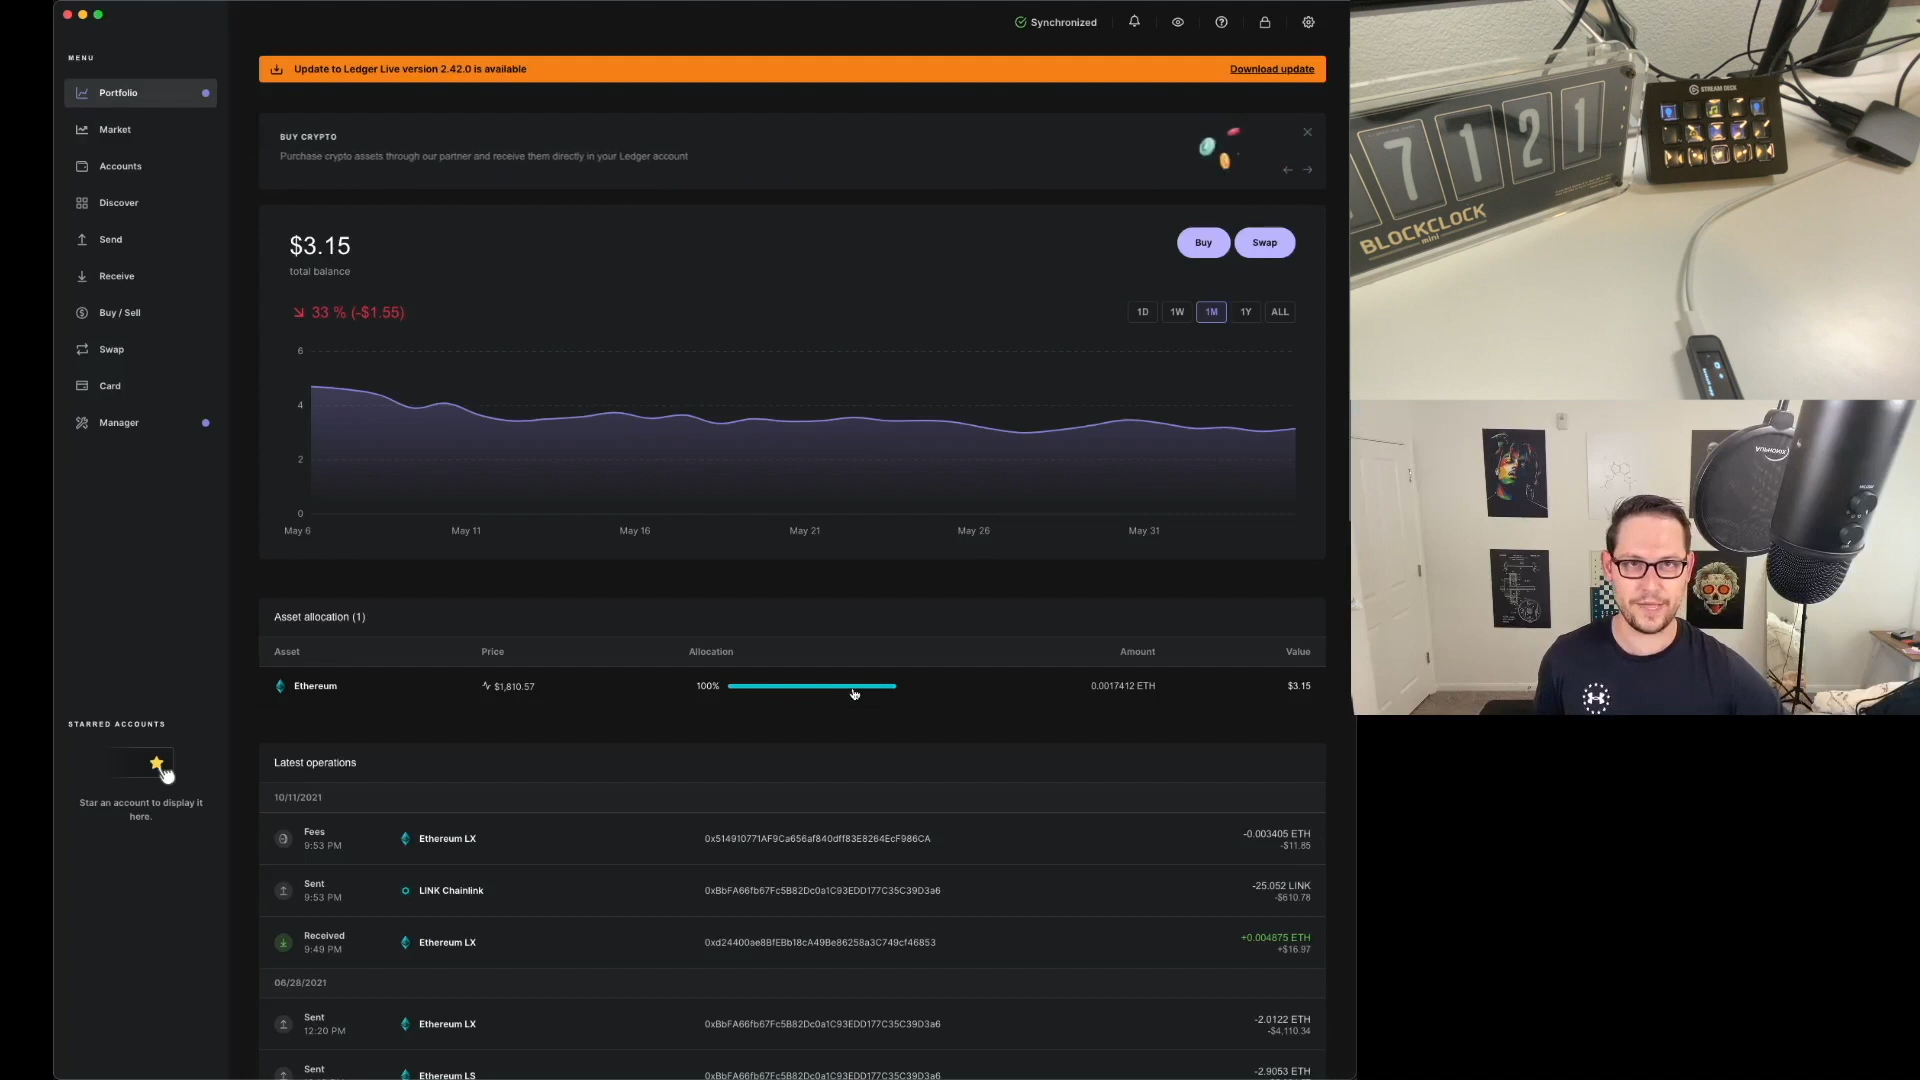 Synchronized
MENU
Portfolio
Market
Accounts
Discover
Send
Receive
Buy / Sell
Swap
Card
Manager
STARRED ACCOUNTS
Star an account to display it
here.
Update to Ledger Live version 2.42.0 is available
Download update
BUY CRYPTO
Purchase crypto assets through our partner and receive them directly in your Ledger account
$3.15
total balance
Buy
Swap
33 % (-$1.55)
1D 1W 1M 1Y ALL
6
4
2
0
May 6 May 11 May 16 May 21 May 26 May 31
Asset allocation (1)
Asset Price Allocation Amount Value
Ethereum $1,810.57 100% 0.0017412 ETH $3.15
Latest operations
10/11/2021
Fees
9:53 PM
Ethereum LX
0x514910771AF9Ca656af840dff83E8264EcF986CA
-0.003405 ETH
-$11.85
Sent
9:53 PM
LINK Chainlink
0xBbFA66fb67Fc5B82Dc0a1C93EDD177C35C39D3a6
-25.052 LINK
-$610.78
Received
9:49 PM
Ethereum LX
0xd24400ae8BfEBb18cA49Be86258a3C749cf46853
+0.004875 ETH
+$16.97
06/28/2021
Sent
12:20 PM
Ethereum LX
0xBbFA66fb67Fc5B82Dc0a1C93EDD177C35C39D3a6
-2.0122 ETH
-$4,110.34
Sent
Ethereum LS
0xBbFA66fb67Fc5B82Dc0a1C93EDD177C35C39D3a6
-2.9053 ETH
7 1 2 1
BLOCKCLOCK
mini
STREAM DECK
AUPHONIX